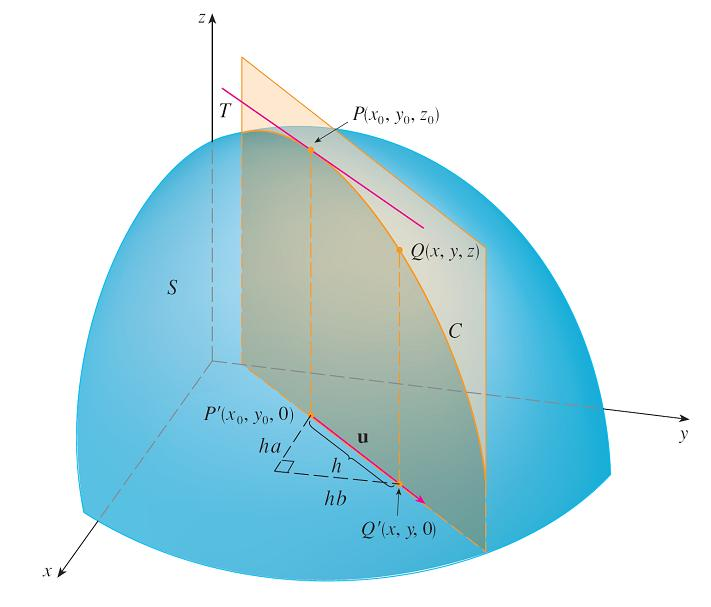 z
T
P(x₀, y₀, z₀)
Q(x, y, z)
S
C
P′(x₀, y₀, 0)
u
ha
h
hb
Q′(x, y, 0)
y
x